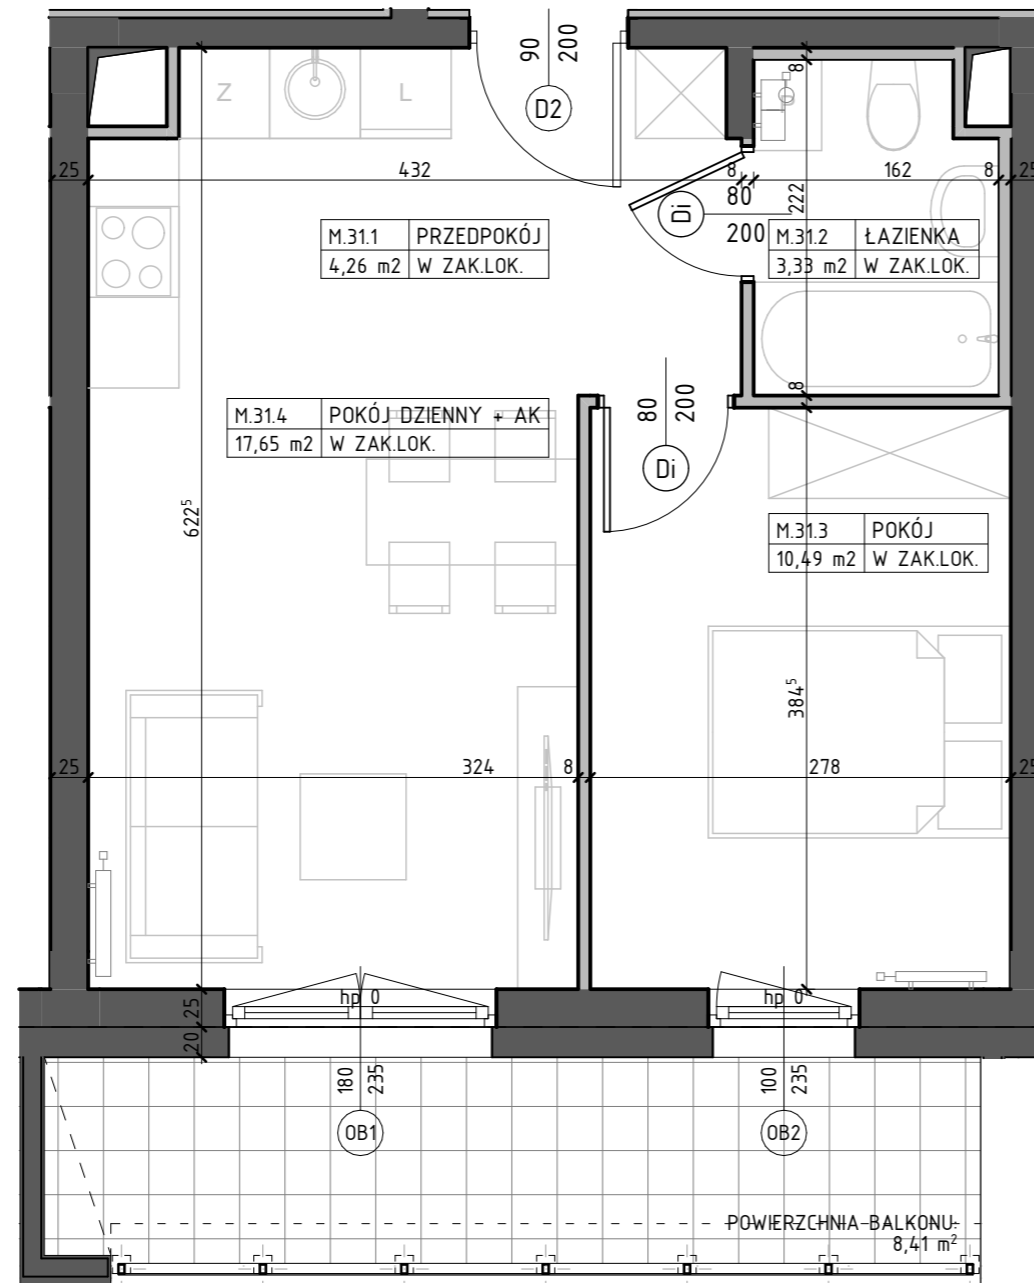 90
200
D2
Z
L
8
25
432
8
80
200
Di
222
162
8
25
M.31.1 PRZEDPOKÓJ
4,26 m2 W ZAK.LOK.
M.31.2 ŁAZIENKA
3,33 m2 W ZAK.LOK.
8
80
200
Di
M.31.4 POKÓJ DZIENNY + AK
17,65 m2 W ZAK.LOK.
622⁵
M.31.3 POKÓJ
10,49 m2 W ZAK.LOK.
384⁵
25
324
8
278
25
hp 0
hp 0
25
20
180
235
100
235
OB1
OB2
POWIERZCHNIA BALKONU:
8,41 m²